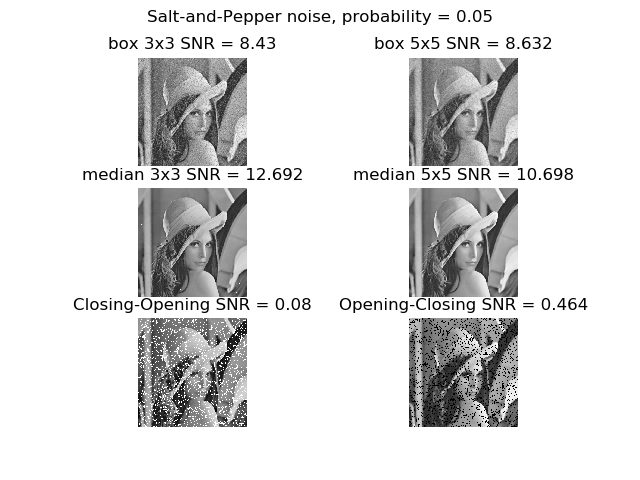 Salt-and-Pepper noise, probability = 0.05
box 3x3 SNR = 8.43
box 5x5 SNR = 8.632
median 3x3 SNR = 12.692
median 5x5 SNR = 10.698
Closing-Opening SNR = 0.08
Opening-Closing SNR = 0.464